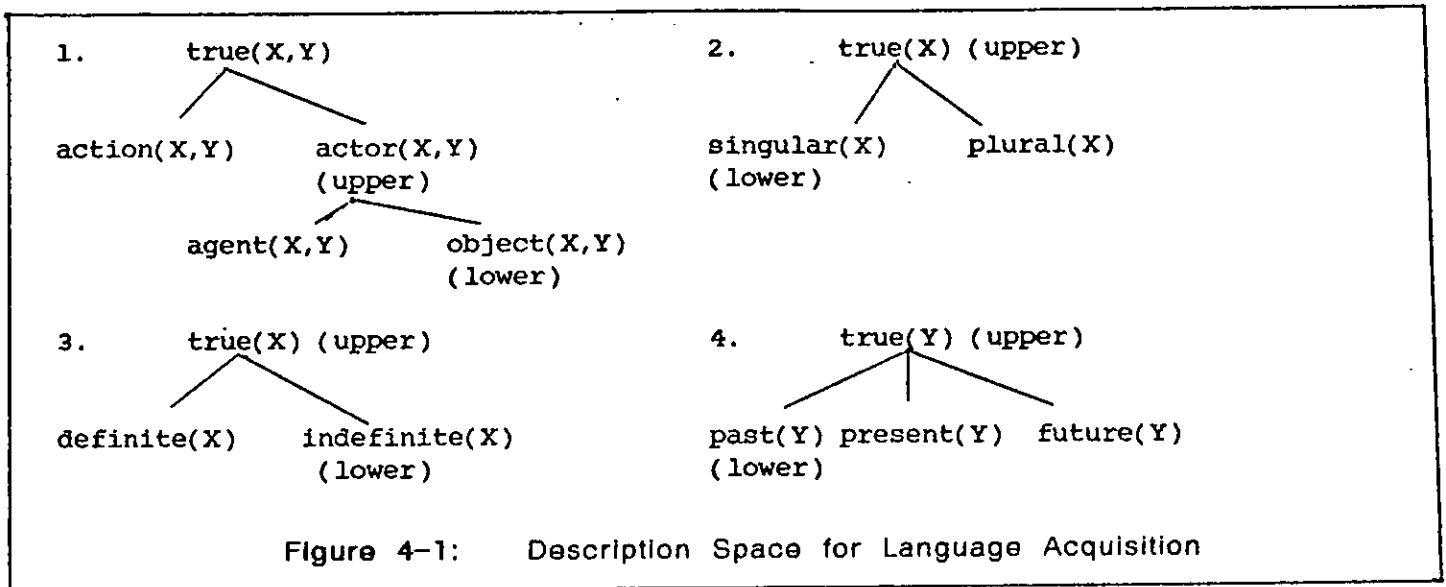 1. true(X,Y) 2. true(X) (upper)
action(X,Y) actor(X,Y) singular(X) plural(X)
(upper) (lower)
agent(X,Y) object(X,Y)
(lower)
3. true(X) (upper) 4. true(Y) (upper)
definite(X) indefinite(X) past(Y) present(Y) future(Y)
(lower) (lower)
Figure 4-1: Description Space for Language Acquisition